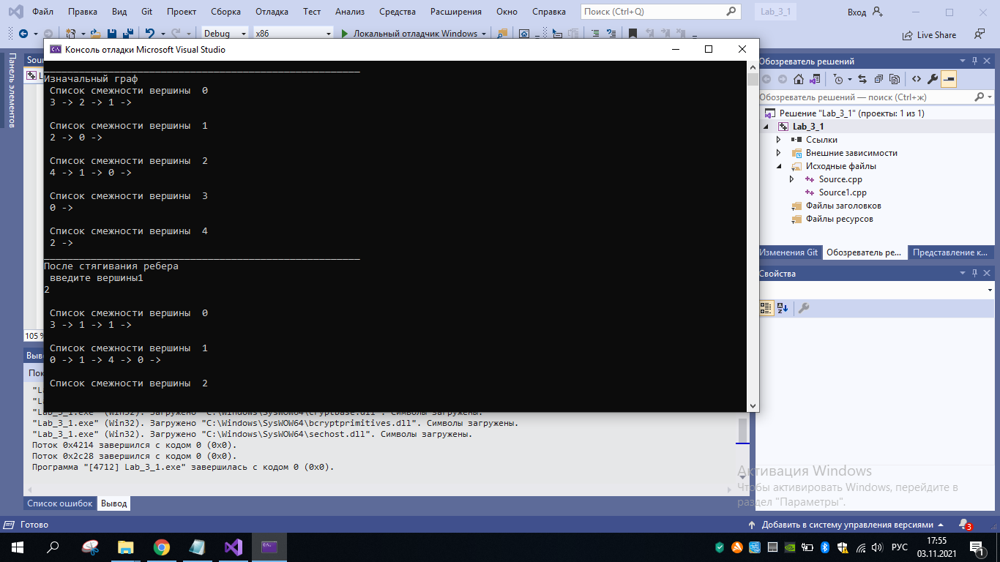 Файл Правка Вид Git Проект Сборка Отладка Тест Анализ Средства Расширения Окно Справка Поиск (Ctrl+Q) Lab_3_1 Вход
Debug x86 Локальный отладчик Windows Live Share
Панель элементов
Консоль отладки Microsoft Visual Studio
Изначальный граф
Список смежности вершины 0
3 -> 2 -> 1 ->
Список смежности вершины 1
2 -> 0 ->
Список смежности вершины 2
4 -> 1 -> 0 ->
Список смежности вершины 3
0 ->
Список смежности вершины 4
2 ->
После стягивания ребера
введите вершины1
2
Список смежности вершины 0
3 -> 1 -> 1 ->
Список смежности вершины 1
0 -> 1 -> 4 -> 0 ->
Список смежности вершины 2
Обозреватель решений
Обозреватель решений — поиск (Ctrl+ж)
Решение "Lab_3_1" (проекты: 1 из 1)
Lab_3_1
Ссылки
Внешние зависимости
Исходные файлы
Source.cpp
Source1.cpp
Файлы заголовков
Файлы ресурсов
Изменения Git Обозреватель ре... Представление к...
Свойства
105 %
"Lab_3_1.exe" (Win32). Загружено "C:\Windows\SysWOW64\cryptbase.dll". Символы загружены.
"Lab_3_1.exe" (Win32). Загружено "C:\Windows\SysWOW64\bcryptprimitives.dll". Символы загружены.
"Lab_3_1.exe" (Win32). Загружено "C:\Windows\SysWOW64\sechost.dll". Символы загружены.
Поток 0x4214 завершился с кодом 0 (0x0).
Поток 0x2c28 завершился с кодом 0 (0x0).
Программа "[4712] Lab_3_1.exe" завершилась с кодом 0 (0x0).
Активация Windows
Чтобы активировать Windows, перейдите в
раздел "Параметры".
Список ошибок Вывод
Готово Добавить в систему управления версиями 3
РУС 17:55
03.11.2021 1